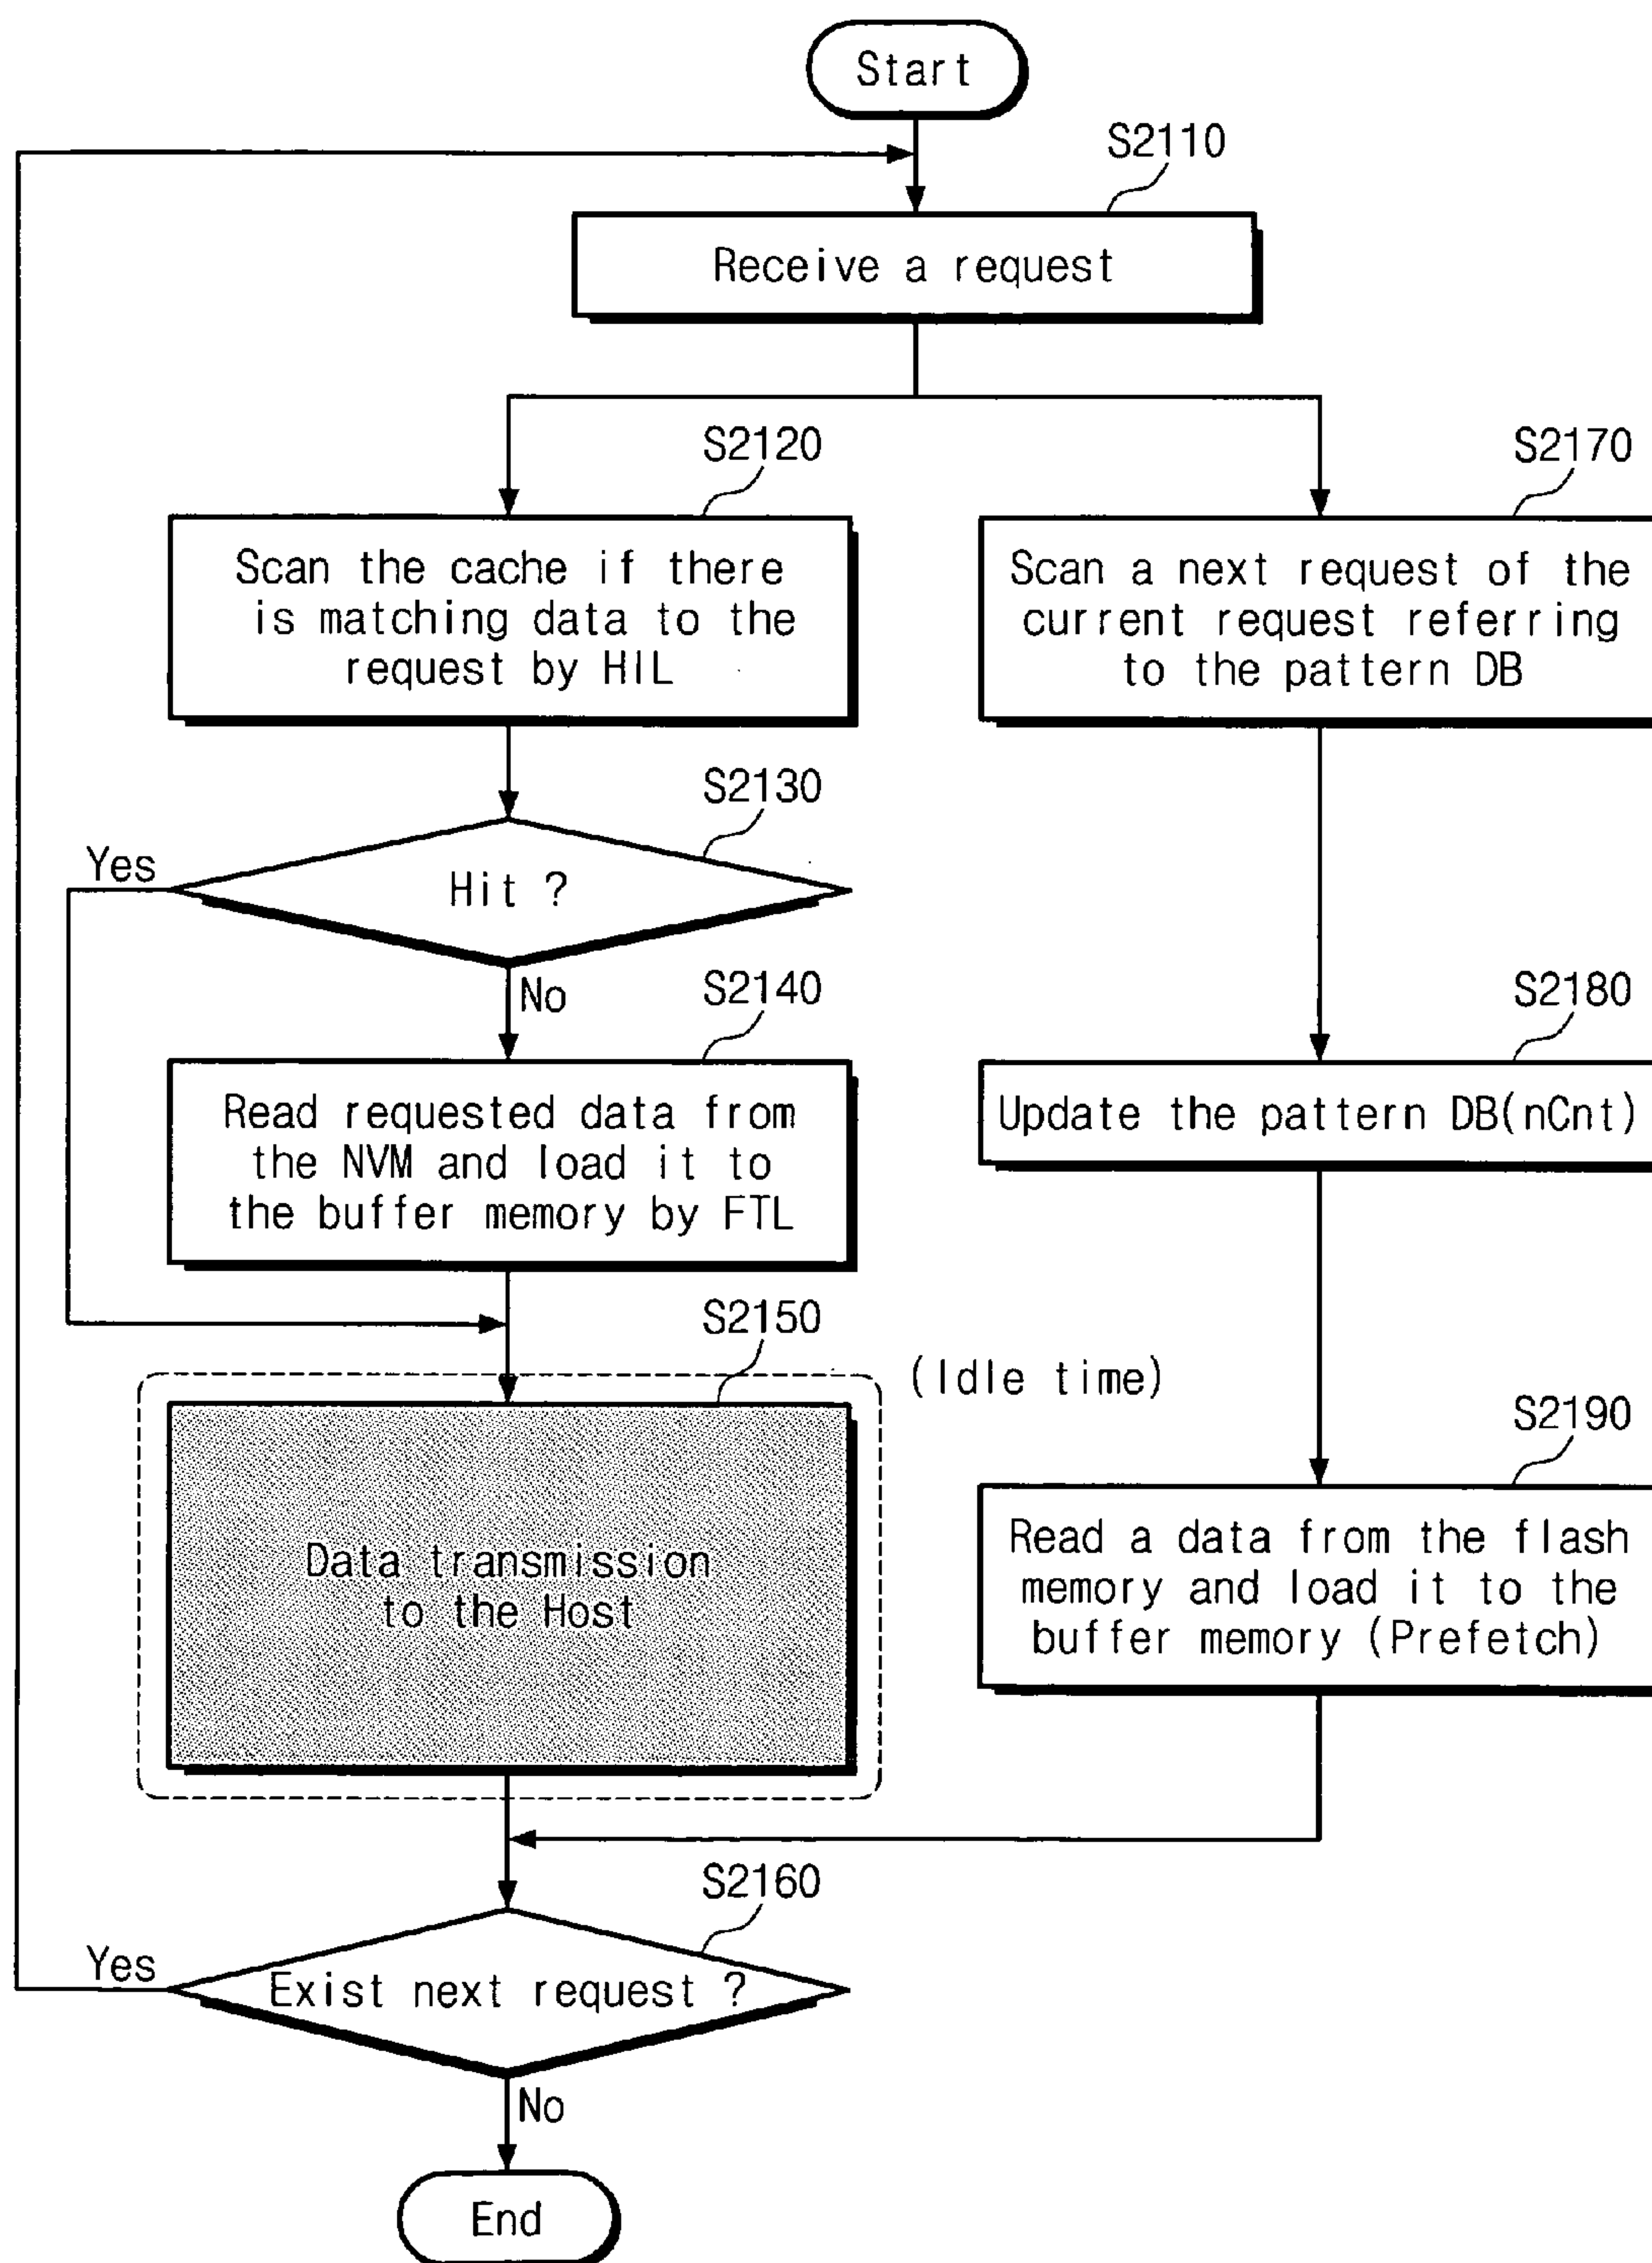 Start
S2110
Receive a request
S2120
Scan the cache if there
is matching data to the
request by HIL
S2130
Yes
Hit ?
No
S2140
Read requested data from
the NVM and load it to
the buffer memory by FTL
S2150
(Idle time)
Data transmission
to the Host
S2170
Scan a next request of the
current request referring
to the pattern DB
S2180
Update the pattern DB(nCnt)
S2190
Read a data from the flash
memory and load it to the
buffer memory (Prefetch)
S2160
Yes
Exist next request ?
No
End